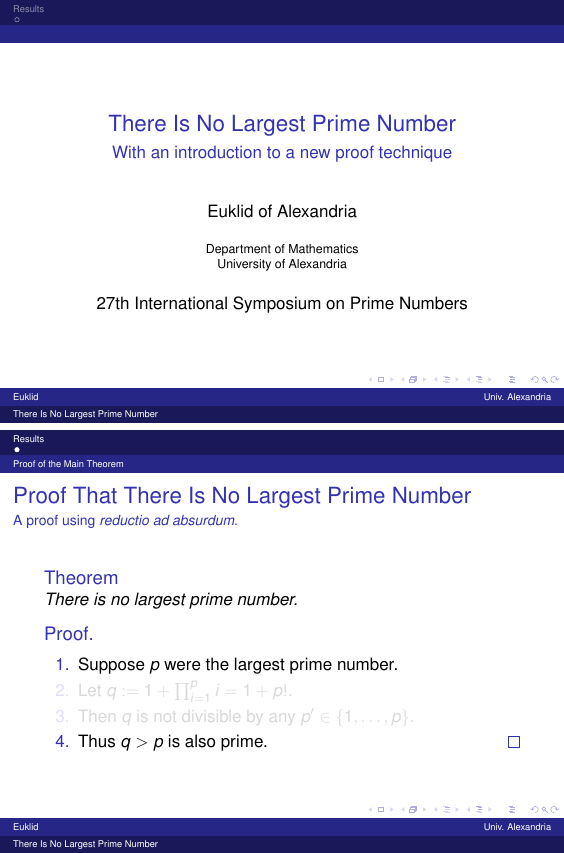 Results
There Is No Largest Prime Number
With an introduction to a new proof technique
Euklid of Alexandria
Department of Mathematics
University of Alexandria
27th International Symposium on Prime Numbers
Euklid Univ. Alexandria
There Is No Largest Prime Number
Results
Proof of the Main Theorem
Proof That There Is No Largest Prime Number
A proof using reductio ad absurdum.
Theorem
There is no largest prime number.
Proof.
1. Suppose p were the largest prime number.
2. Let q := 1 + ∏ᵖᵢ₌₁ i = 1 + p!.
3. Then q is not divisible by any p′ ∈ {1, . . . , p}.
4. Thus q > p is also prime.
Euklid Univ. Alexandria
There Is No Largest Prime Number